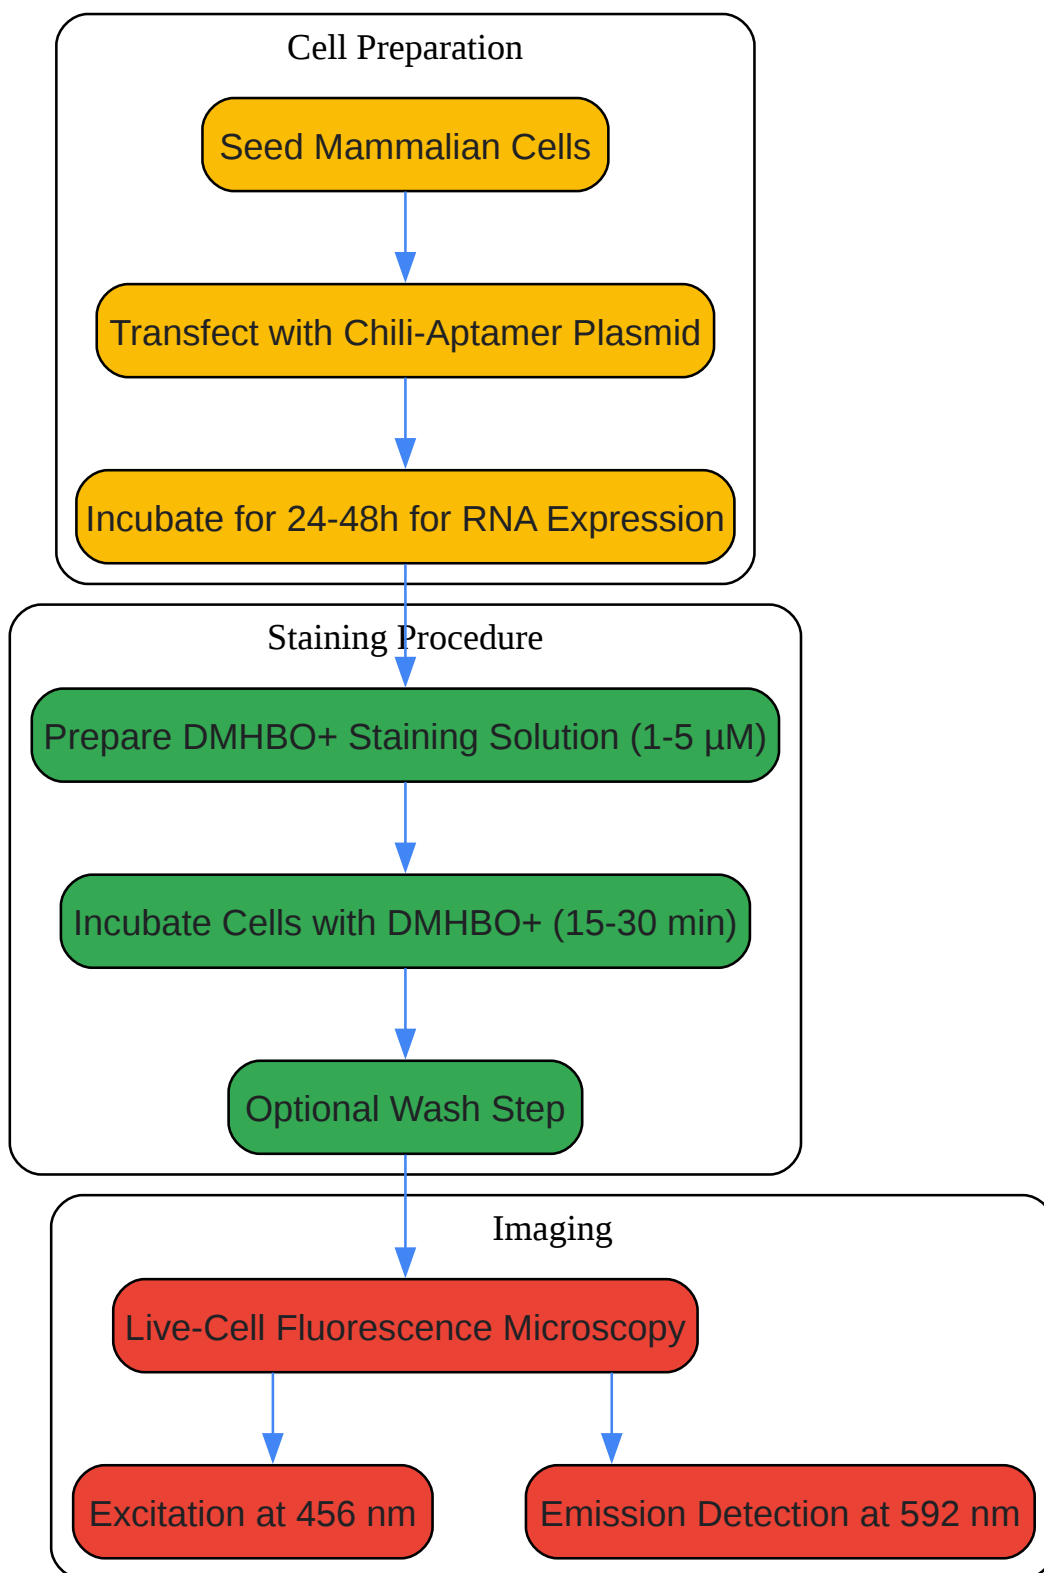 Cell Preparation
Seed Mammalian Cells
Transfect with Chili-Aptamer Plasmid
Incubate for 24-48h for RNA Expression
Staining Procedure
Prepare DMHBO+ Staining Solution (1-5 µM)
Incubate Cells with DMHBO+ (15-30 min)
Optional Wash Step
Imaging
Live-Cell Fluorescence Microscopy
Excitation at 456 nm
Emission Detection at 592 nm